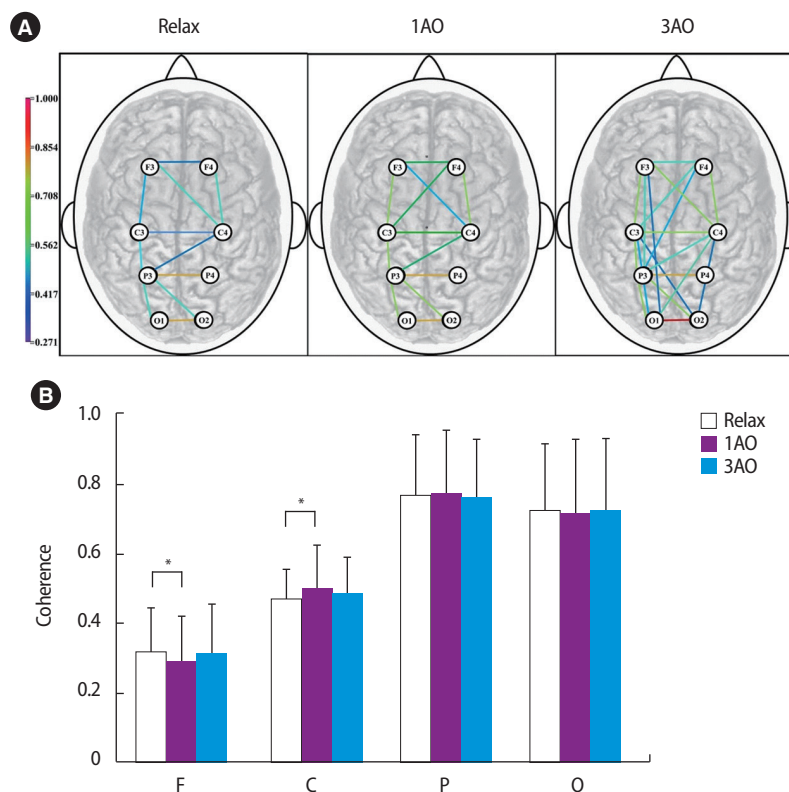 A
Relax
1AO
3AO
=1.000
=0.854
=0.708
=0.562
=0.417
=0.271
F3 F4
C3 C4
P3 P4
O1 O2
F3 * F4
C3 * C4
P3 P4
O1 O2
F3 F4
C3 C4
P3 P4
O1 O2
B
Coherence
1.0
0.8
0.6
0.4
0.2
0
*
*
F
C
P
O
Relax
1AO
3AO